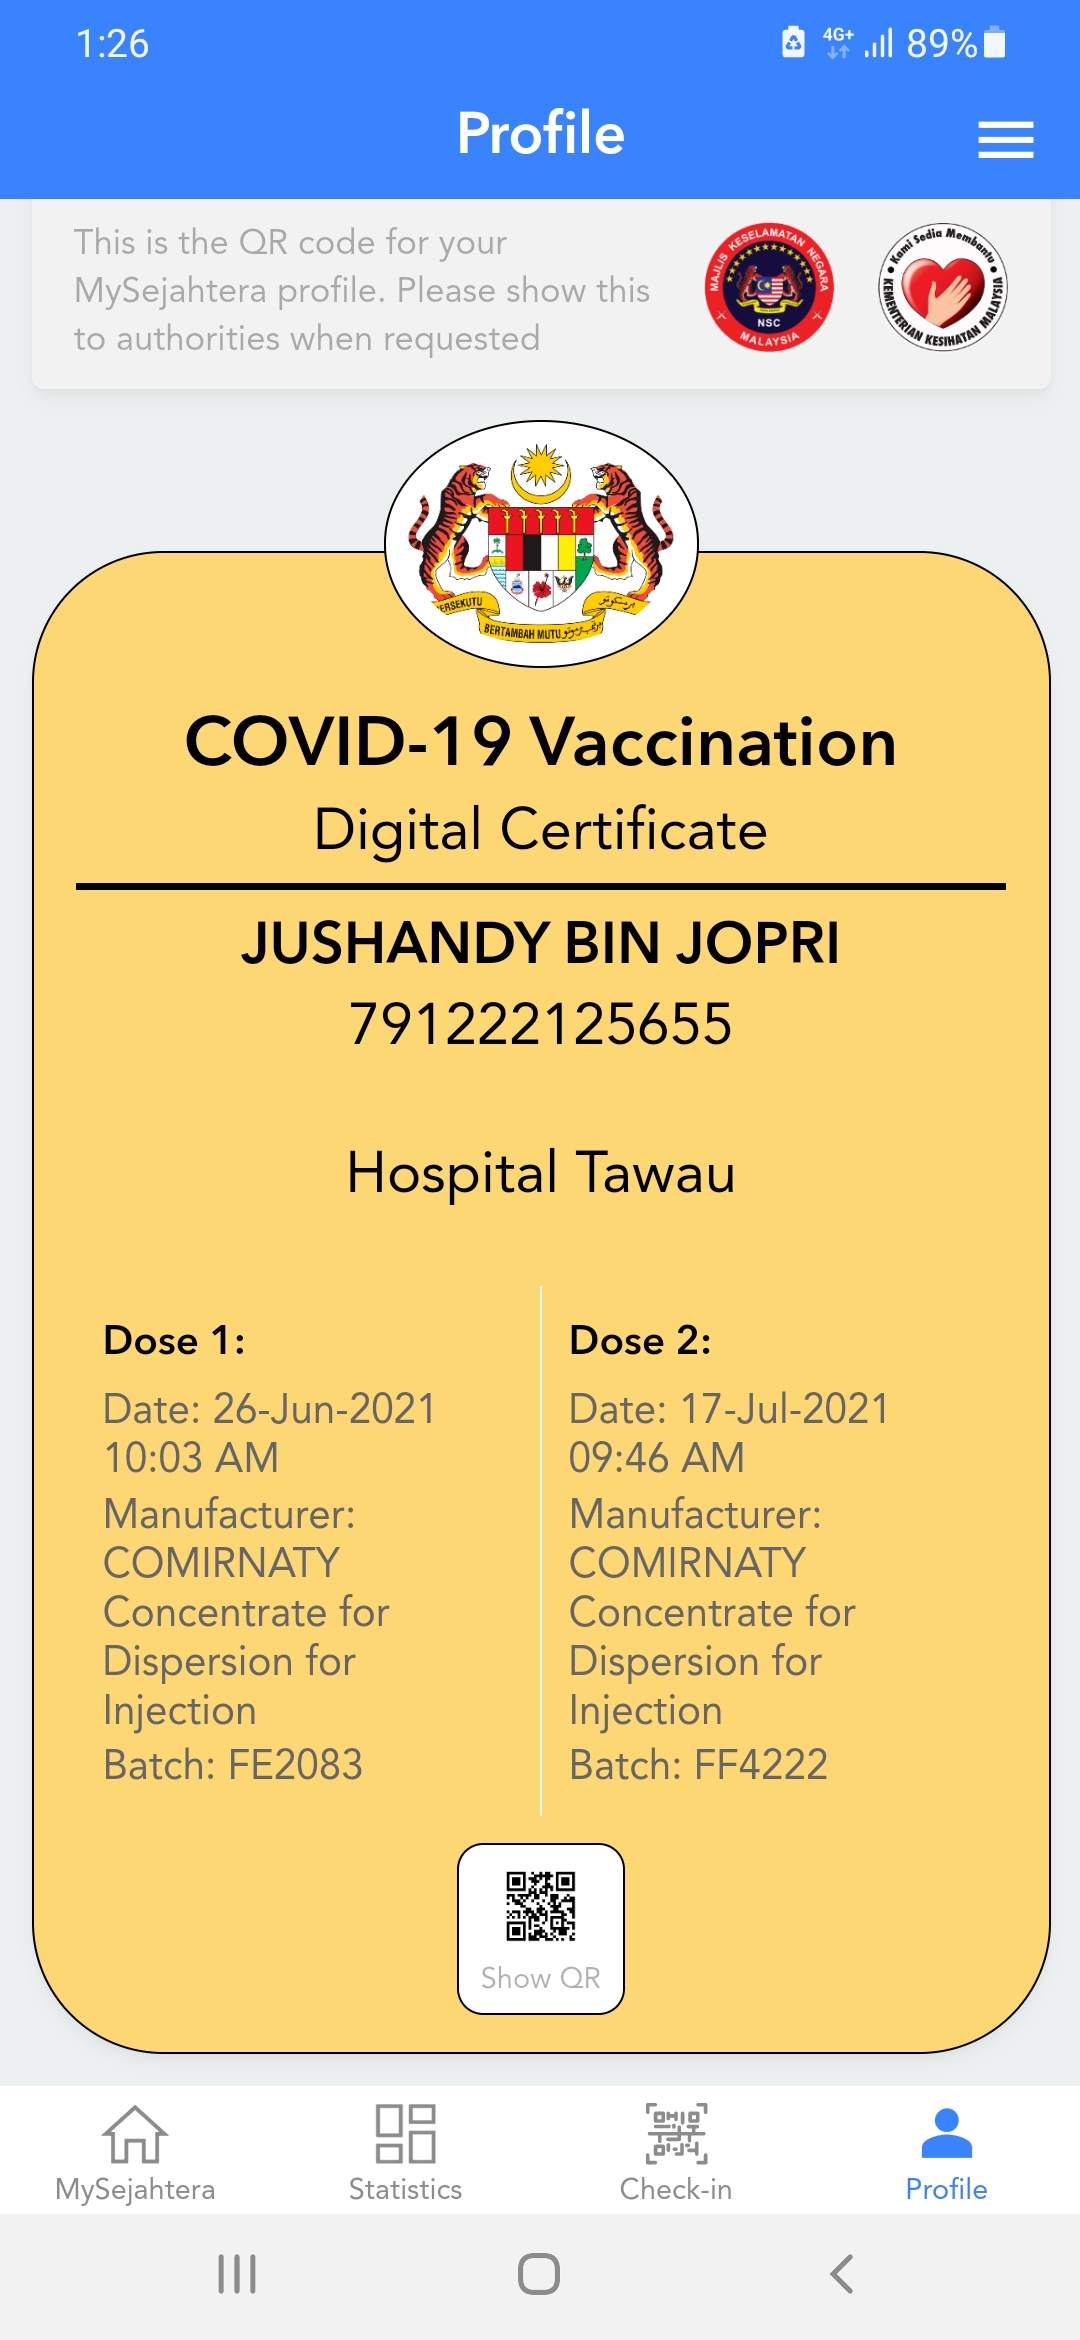 1:26
4G+
89%
Profile
This is the QR code for your
MySejahtera profile. Please show this
to authorities when requested
MAJLIS KESELAMATAN NEGARA
NSC
MALAYSIA
Kami Sedia Membantu
KEMENTERIAN KESIHATAN MALAYSIA
ERSEKUTU
برسکوتو
BERTAMBAH MUTU
COVID-19 Vaccination
Digital Certificate
JUSHANDY BIN JOPRI
791222125655
Hospital Tawau
Dose 1:
Date: 26-Jun-2021
10:03 AM
Manufacturer:
COMIRNATY
Concentrate for
Dispersion for
Injection
Batch: FE2083
Dose 2:
Date: 17-Jul-2021
09:46 AM
Manufacturer:
COMIRNATY
Concentrate for
Dispersion for
Injection
Batch: FF4222
Show QR
MySejahtera
Statistics
Check-in
Profile